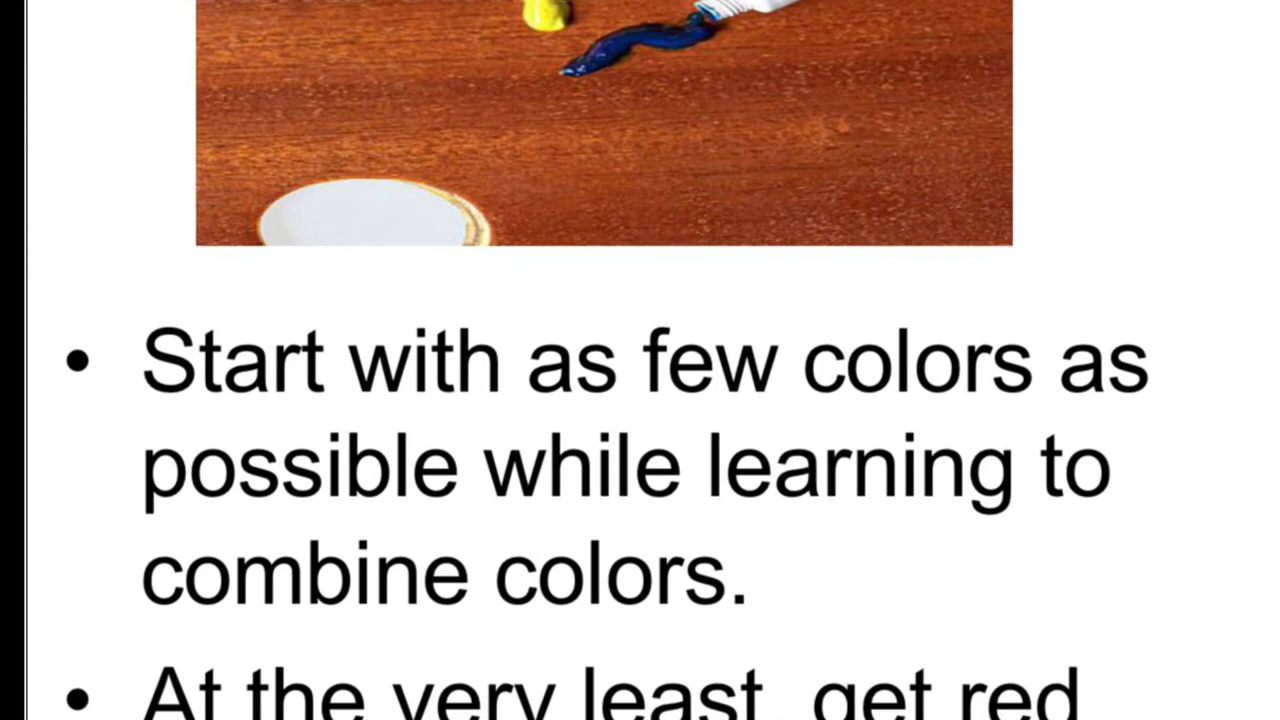 • Start with as few colors as
possible while learning to
combine colors.
• At the very least, get red